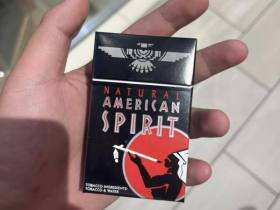 NATURAL
AMERICAN
SPIRIT
TOBACCO INGREDIENTS:
TOBACCO & WATER